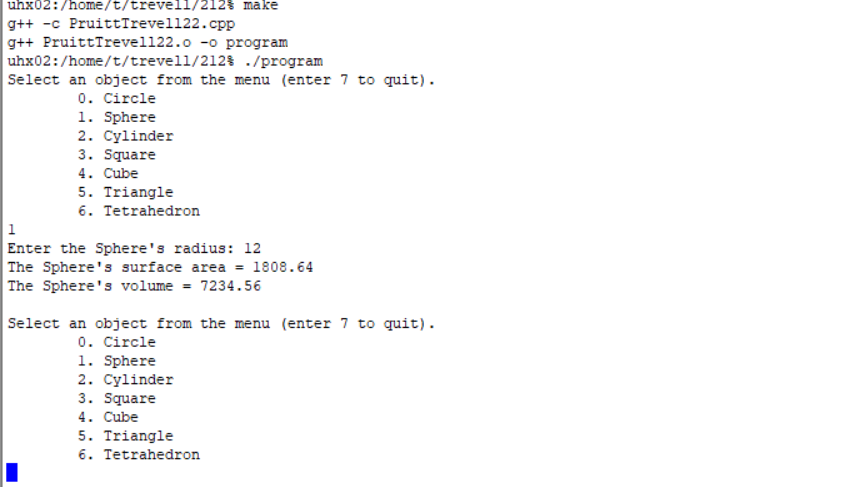 uhx02:/home/t/trevell/212% make
g++ -c PruittTrevell22.cpp
g++ PruittTrevell22.o -o program
uhx02:/home/t/trevell/212% ./program
Select an object from the menu (enter 7 to quit).
0. Circle
1. Sphere
2. Cylinder
3. Square
4. Cube
5. Triangle
6. Tetrahedron
1
Enter the Sphere's radius: 12
The Sphere's surface area = 1808.64
The Sphere's volume = 7234.56
Select an object from the menu (enter 7 to quit).
0. Circle
1. Sphere
2. Cylinder
3. Square
4. Cube
5. Triangle
6. Tetrahedron